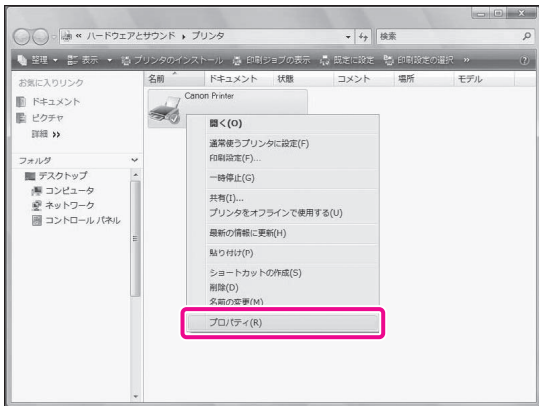 « ハードウェアとサウンド ▸ プリンタ
検索
整理 表示 プリンタのインストール 印刷ジョブの表示 既定に設定 印刷設定の選択 »
お気に入りリンク
ドキュメント
ピクチャ
詳細 »
フォルダ
デスクトップ
コンピュータ
ネットワーク
コントロール パネル
名前 ドキュメント 状態 コメント 場所 モデル
Canon Printer
開く(O)
通常使うプリンタに設定(F)
印刷設定(F)...
一時停止(G)
共有(I)...
プリンタをオフラインで使用する(U)
最新の情報に更新(H)
貼り付け(P)
ショートカットの作成(S)
削除(D)
名前の変更(M)
プロパティ(R)